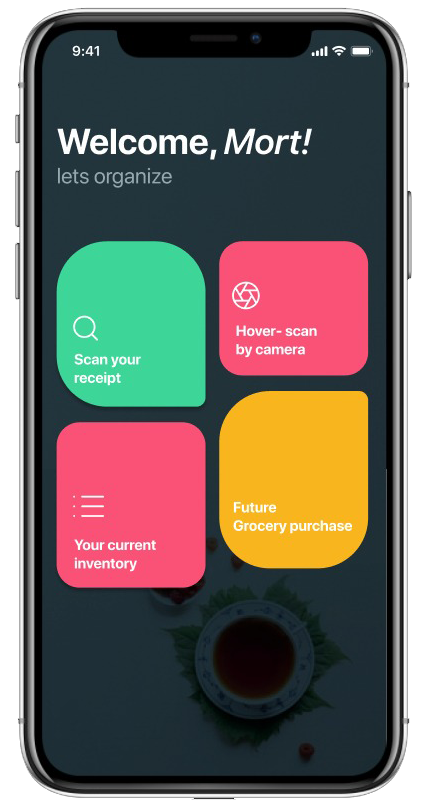 9:41
Welcome, Mort!
lets organize
Scan your
receipt
Hover- scan
by camera
Your current
inventory
Future
Grocery purchase